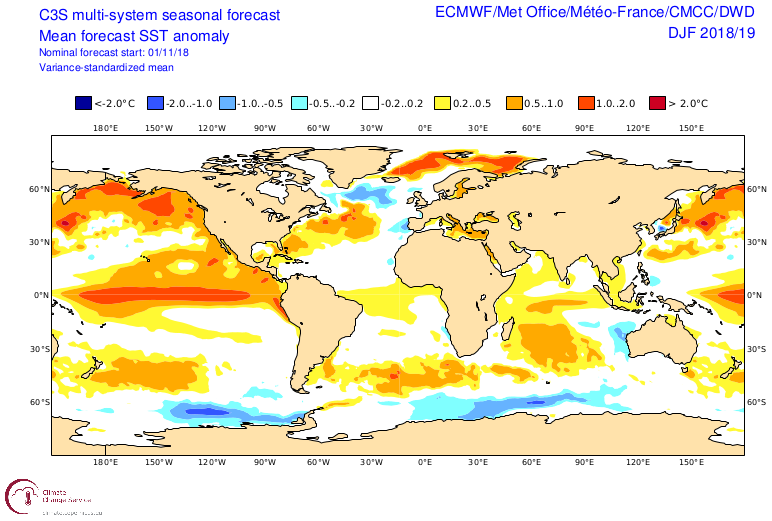 C3S multi-system seasonal forecast
ECMWF/Met Office/Météo-France/CMCC/DWD
Mean forecast SST anomaly
DJF 2018/19
Nominal forecast start: 01/11/18
Variance-standardized mean
<-2.0°C -2.0..-1.0 -1.0..-0.5 -0.5..-0.2 -0.2..0.2 0.2..0.5 0.5..1.0 1.0..2.0 > 2.0°C
180°E 150°W 120°W 90°W 60°W 30°W 0°E 30°E 60°E 90°E 120°E 150°E
60°N 60°N
30°N 30°N
0°N 0°N
30°S 30°S
60°S 60°S
180°E 150°W 120°W 90°W 60°W 30°W 0°E 30°E 60°E 90°E 120°E 150°E
Climate
Change Service